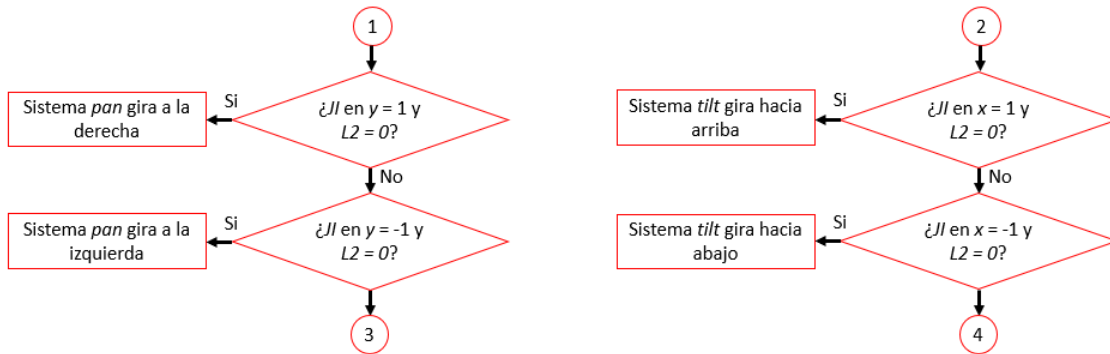 1
¿JI en y = 1 y
L2 = 0?
Si
Sistema pan gira a la
derecha
No
¿JI en y = -1 y
L2 = 0?
Si
Sistema pan gira a la
izquierda
3
2
¿JI en x = 1 y
L2 = 0?
Si
Sistema tilt gira hacia
arriba
No
¿JI en x = -1 y
L2 = 0?
Si
Sistema tilt gira hacia
abajo
4